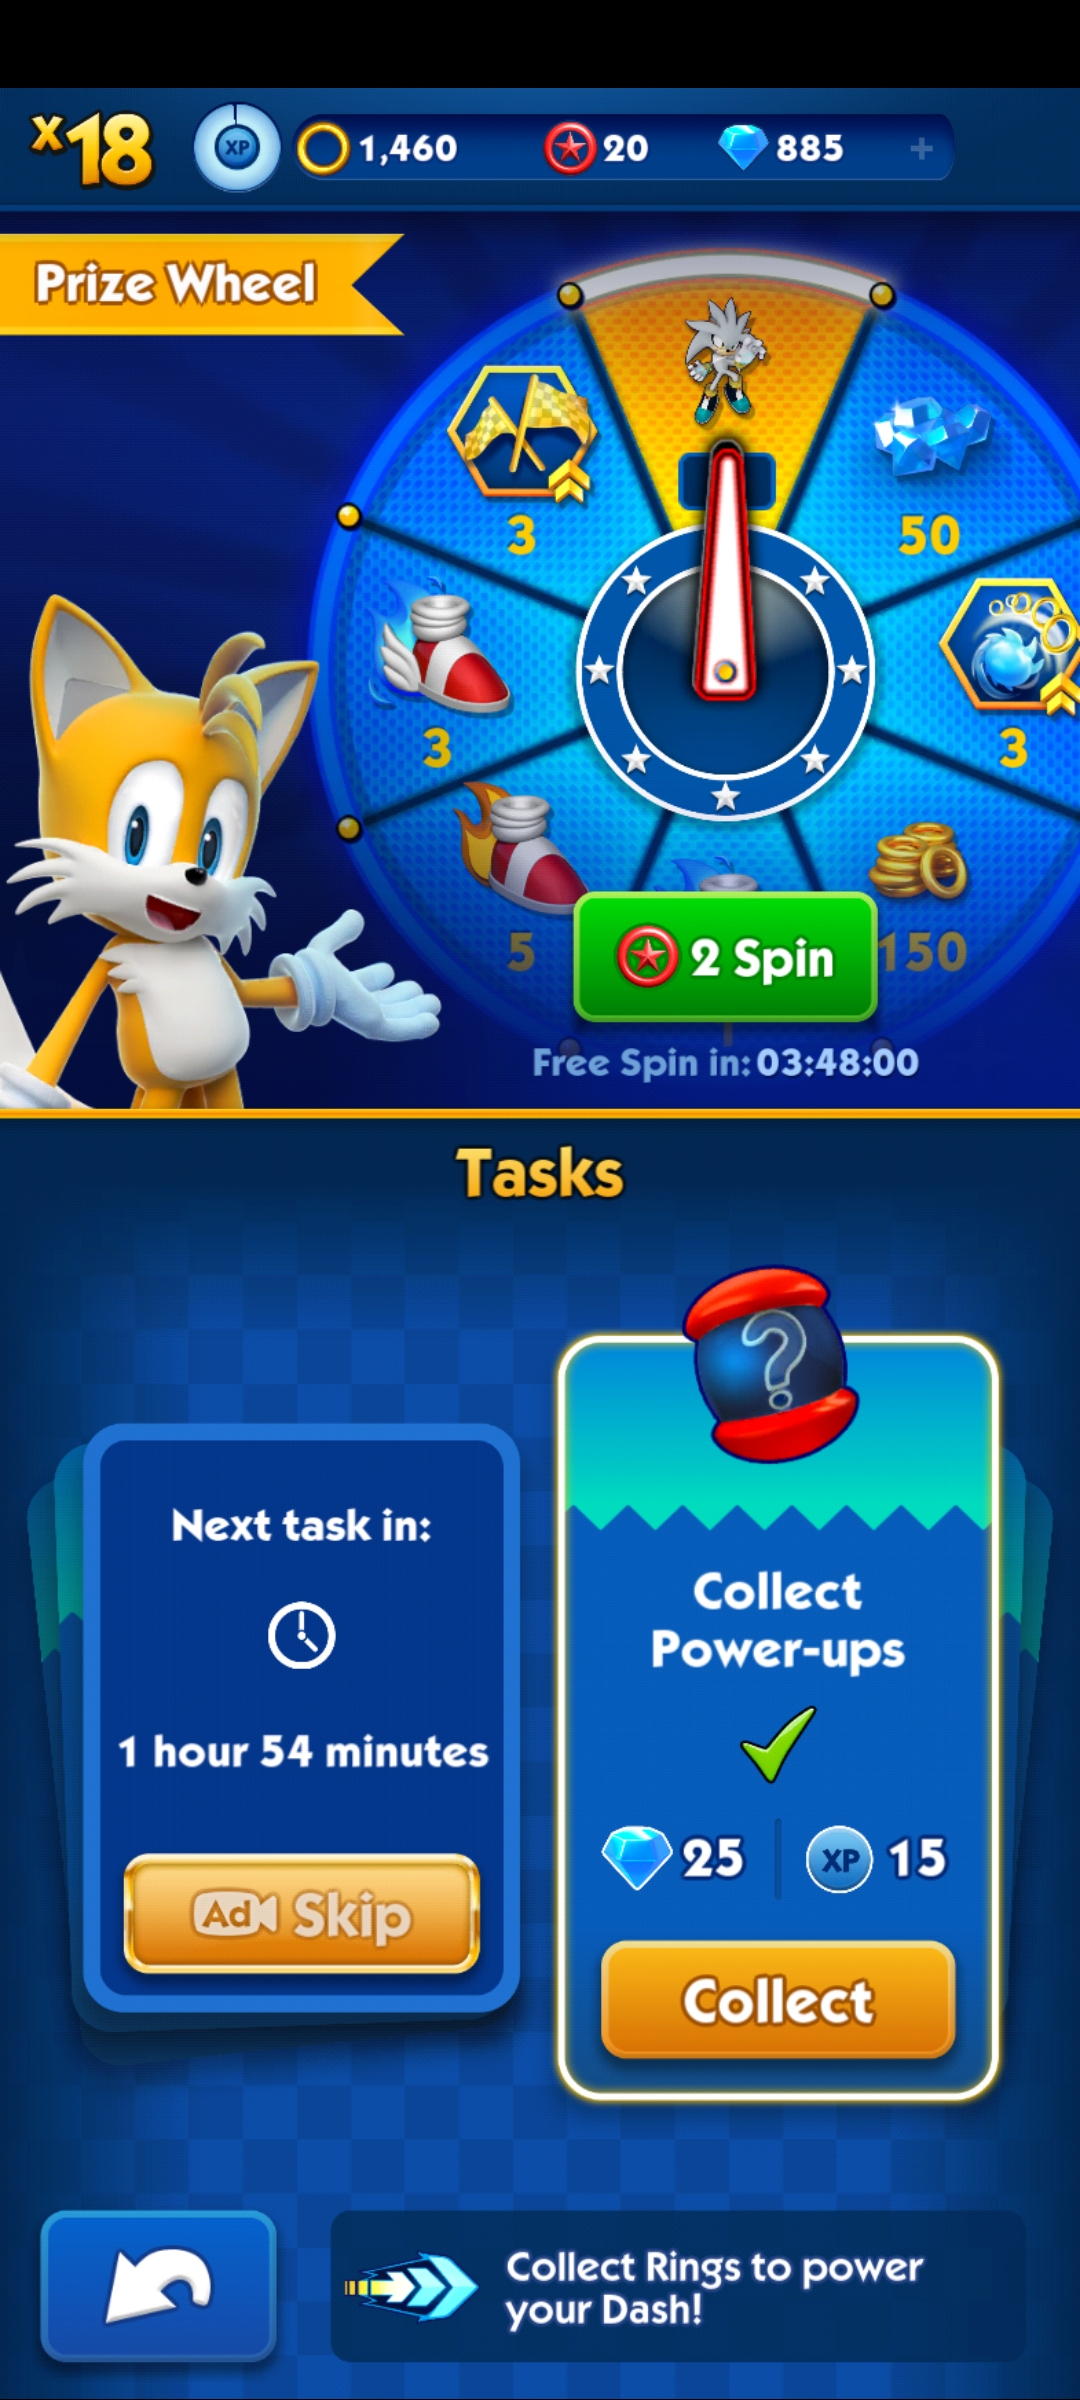 x18
XP
1,460
20
885
+
Prize Wheel
3
50
3
3
5
2 Spin
150
Free Spin in: 03:48:00
Tasks
?
Next task in:
Collect
Power-ups
1 hour 54 minutes
25
XP
15
Ad Skip
Collect
Collect Rings to power
your Dash!